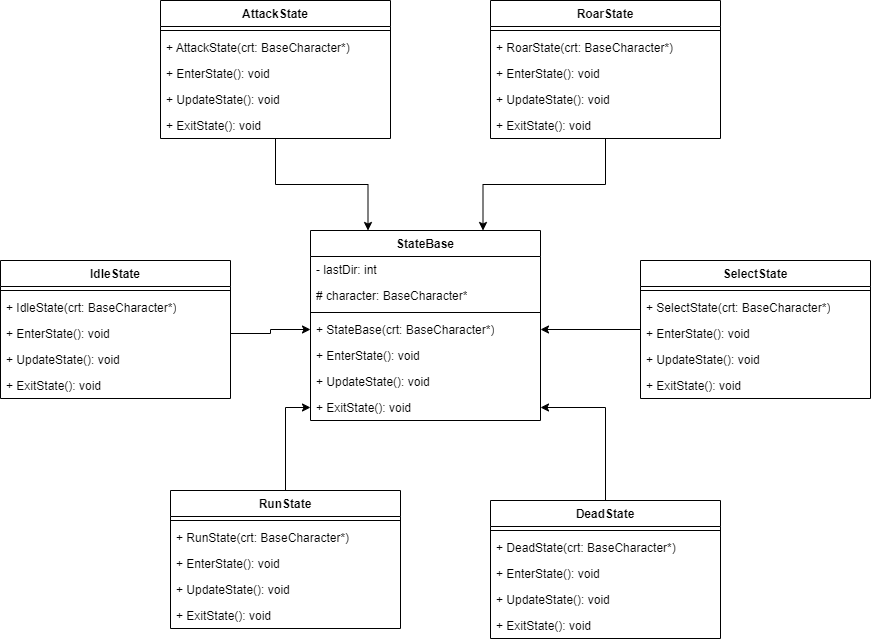 AttackState
+ AttackState(crt: BaseCharacter*)
+ EnterState(): void
+ UpdateState(): void
+ ExitState(): void
RoarState
+ RoarState(crt: BaseCharacter*)
+ EnterState(): void
+ UpdateState(): void
+ ExitState(): void
StateBase
- lastDir: int
# character: BaseCharacter*
+ StateBase(crt: BaseCharacter*)
+ EnterState(): void
+ UpdateState(): void
+ ExitState(): void
IdleState
+ IdleState(crt: BaseCharacter*)
+ EnterState(): void
+ UpdateState(): void
+ ExitState(): void
SelectState
+ SelectState(crt: BaseCharacter*)
+ EnterState(): void
+ UpdateState(): void
+ ExitState(): void
RunState
+ RunState(crt: BaseCharacter*)
+ EnterState(): void
+ UpdateState(): void
+ ExitState(): void
DeadState
+ DeadState(crt: BaseCharacter*)
+ EnterState(): void
+ UpdateState(): void
+ ExitState(): void